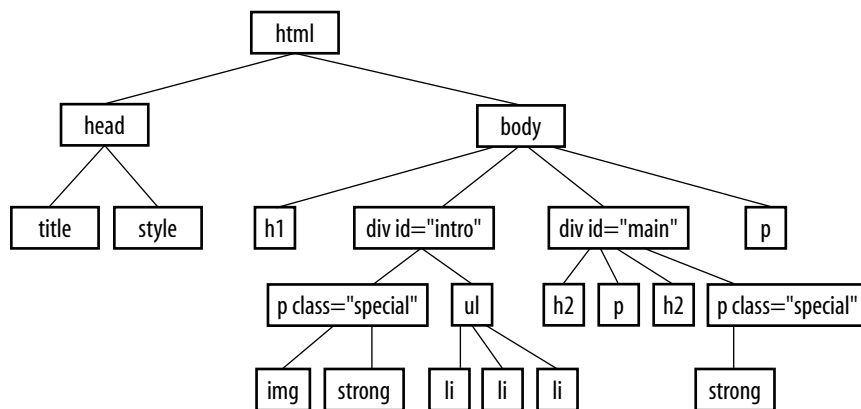 html
head
body
title
style
h1
div id="intro"
div id="main"
p
p class="special"
ul
h2
p
h2
p class="special"
img
strong
li
li
li
strong